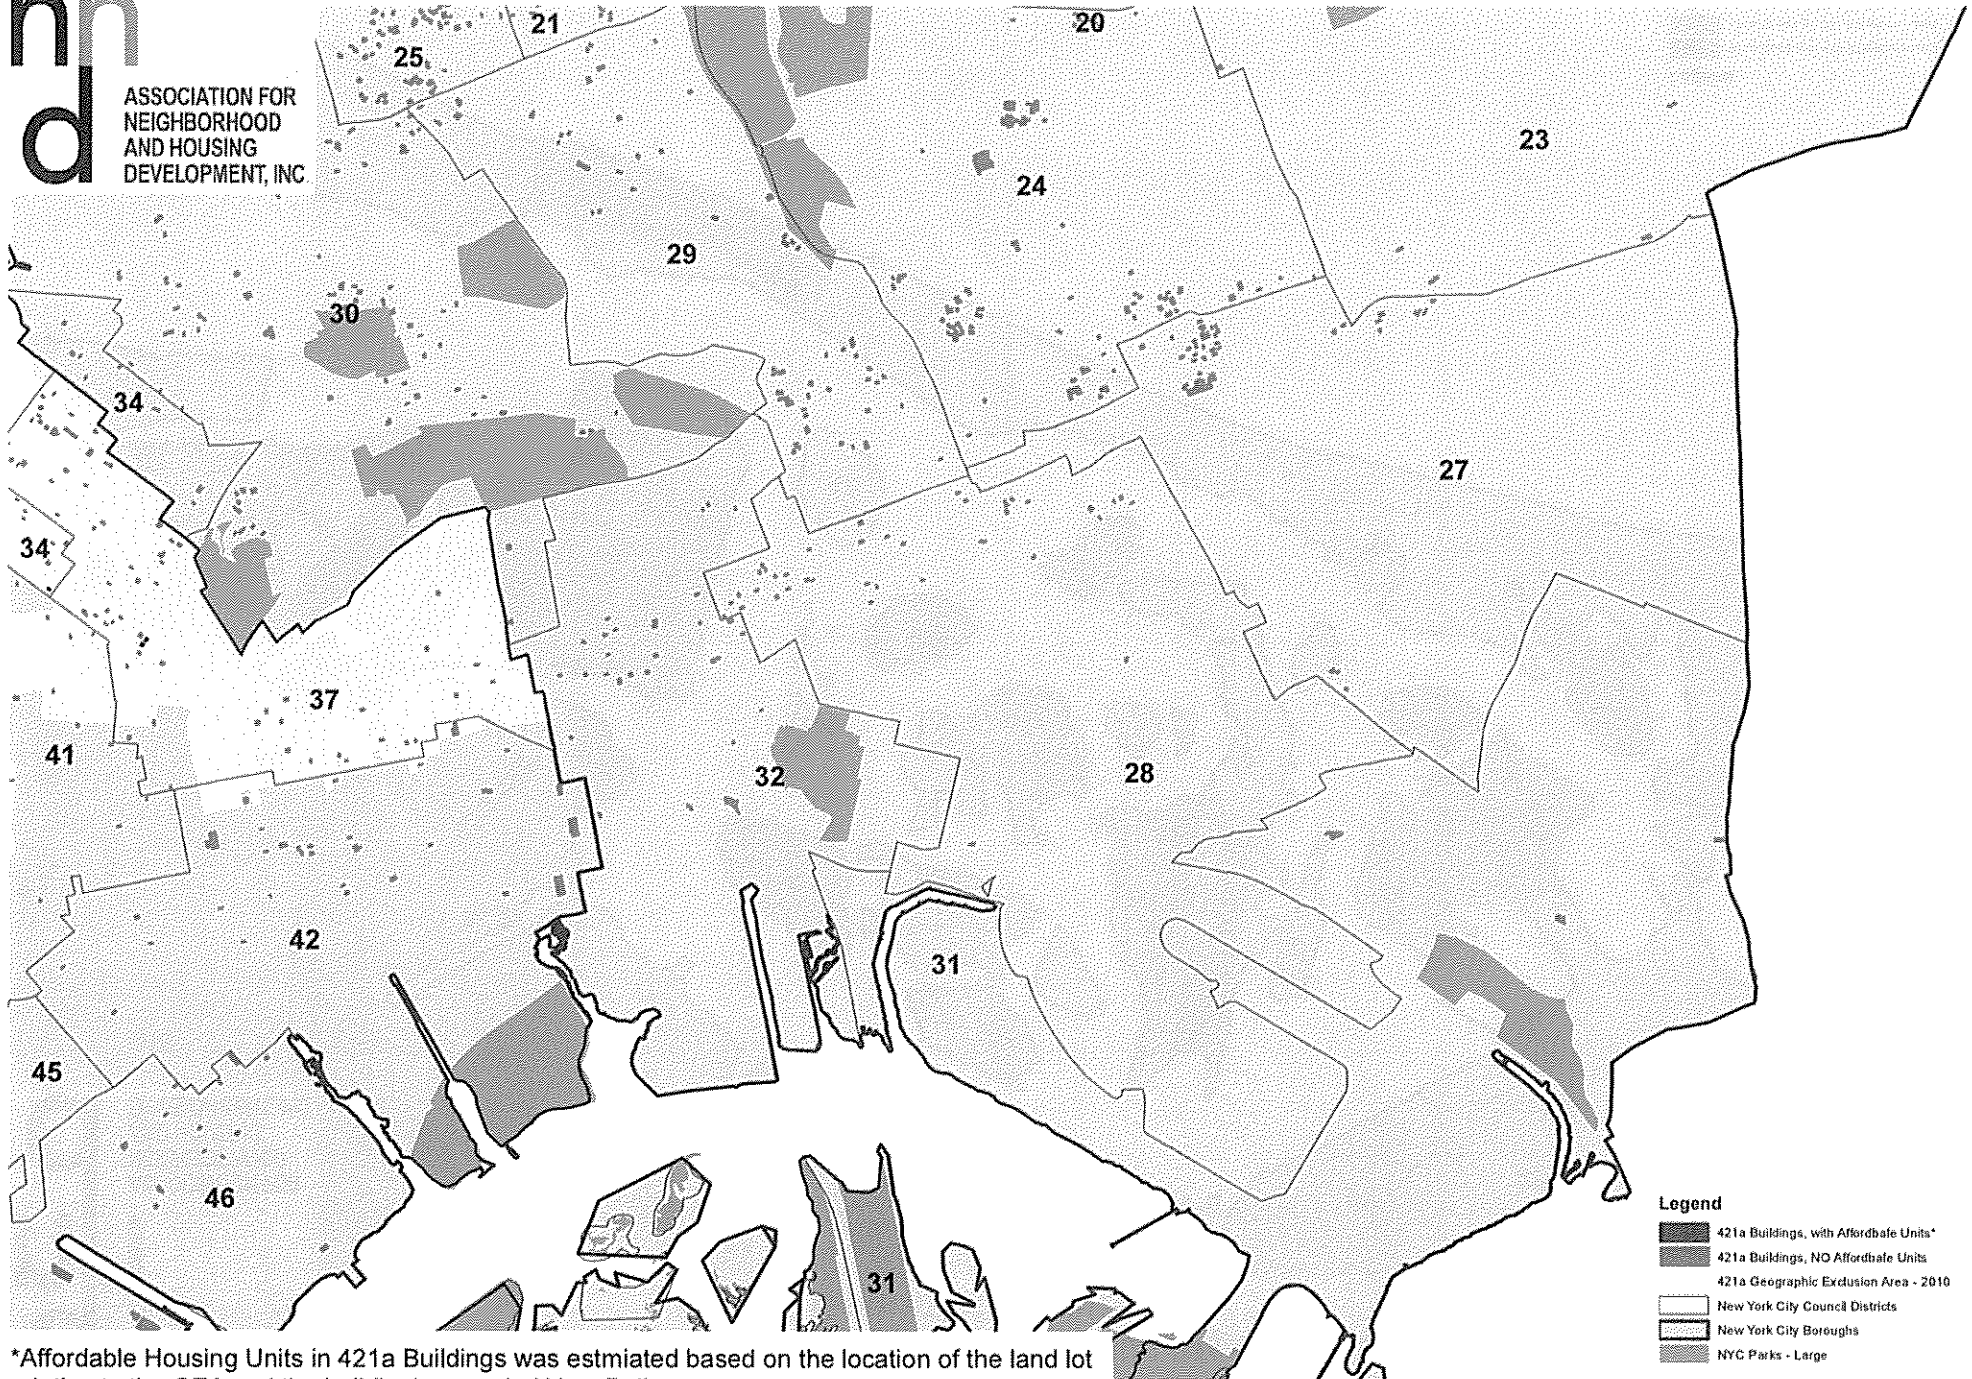 nn
d
ASSOCIATION FOR
NEIGHBORHOOD
AND HOUSING
DEVELOPMENT, INC
21
20
25
23
24
29
30
34
27
34
37
41
32
28
42
31
45
46
31
Legend
421a Buildings, with Affordbafe Units*
421a Buildings, NO Affordbafe Units
421a Geographic Exclusion Area - 2010
New York City Council Districts
New York City Boroughs
NYC Parks - Large
*Affordable Housing Units in 421a Buildings was estmiated based on the location of the land lot